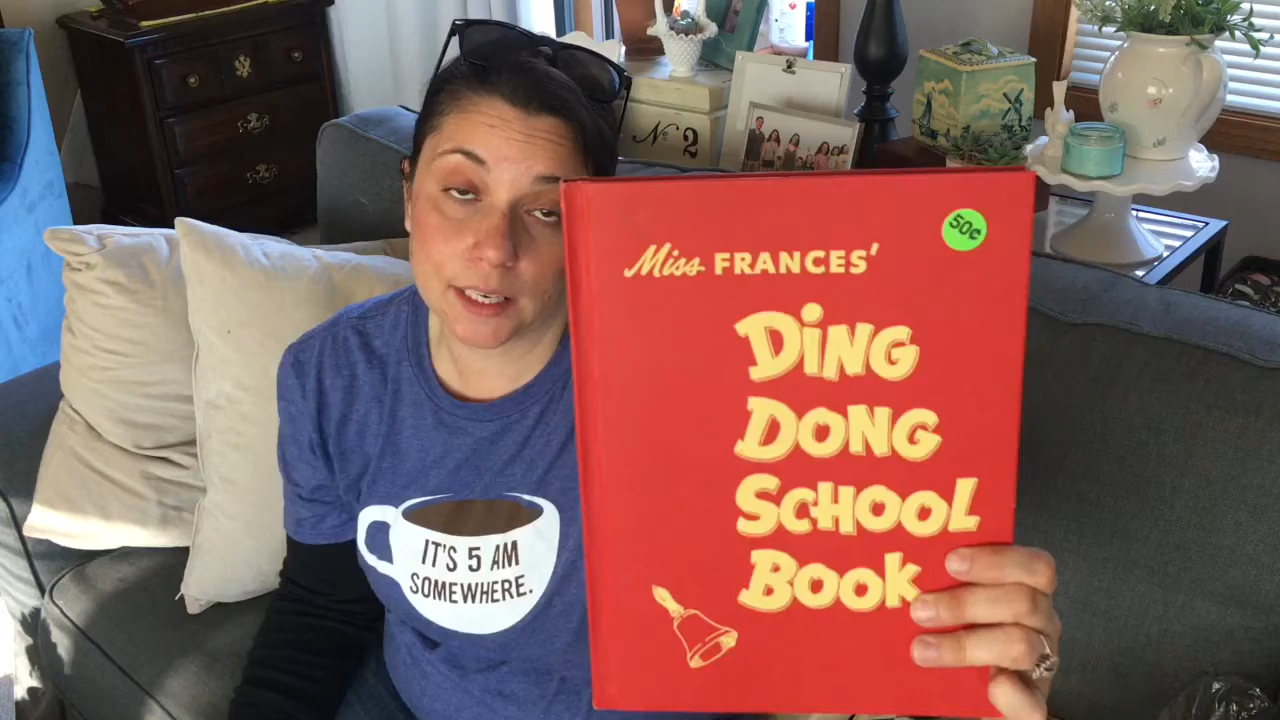 No 2
50¢
Miss FRANCES'
DiNG
DONG
SCHOOL
BOOK
IT'S 5 AM
SOMEWHERE.